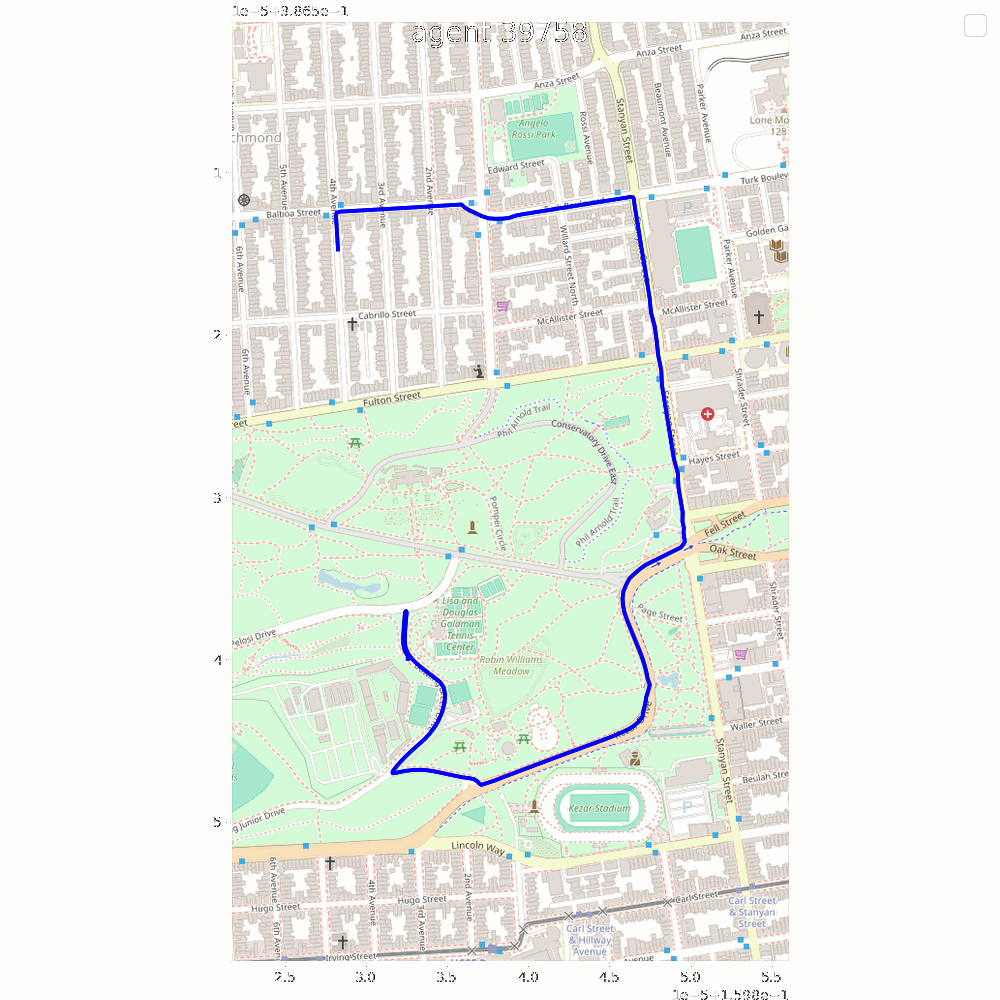 1e−5+3.865e−1
agent 39758
Anza Street
Anza Street
Anza Street
Stanyan Street
Beaumont Avenue
Parker Avenue
Rossi Avenue
Angelo
Rossi Park
Lone Mo
128
chmond
Edward Street
1
5th Avenue
4th Avenue
3rd Avenue
2nd Avenue
Turk Boulev
Balboa Street
P
Golden Ga
6th Avenue
Willard Street North
Parker Avenue
McAllister Street
McAllister Street
Cabrillo Street
2
6th Avenue
Shrader Street
Fulton Street
reet
Phil Arnold Trail
Conservatory Drive East
Hayes Street
3
Pompei Circle
Phil Arnold Trail
Fell Street
Oak Street
Page Street
Shrader Street
Lisa and
Douglas
Goldman
Tennis
Center
Pelosi Drive
4
Robin Williams
Meadow
Waller Street
Stanyan Street
Beulah Stre
Kezar Stadium
P
g Junior Drive
5
Lincoln Way
6th Avenue
4th Avenue
3rd Avenue
2nd Avenue
Hugo Street
Hugo Street
Carl Street
Carl Street
& Stanyan
Street
Carl Street
& Hillway
Avenue
6th Aven
Irving Street
Avenue
2.5
3.0
3.5
4.0
4.5
5.0
5.5
1e−5+1.598e−1